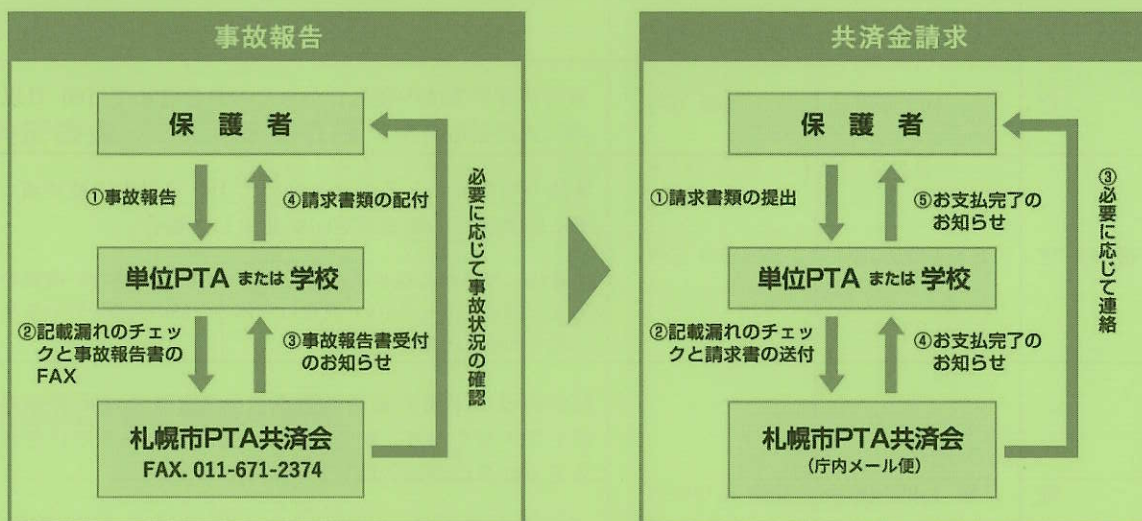 事故報告
保護者
①事故報告
④請求書類の配付
単位PTA または 学校
②記載漏れのチェッ
クと事故報告書の
FAX
③事故報告書受付
のお知らせ
必要に応じて事故状況の確認
札幌市PTA共済会
FAX. 011-671-2374
共済金請求
保護者
①請求書類の提出
⑤お支払完了の
お知らせ
単位PTA または 学校
②記載漏れのチェッ
クと請求書の送付
④お支払完了の
お知らせ
③必要に応じて連絡
札幌市PTA共済会
(庁内メール便)